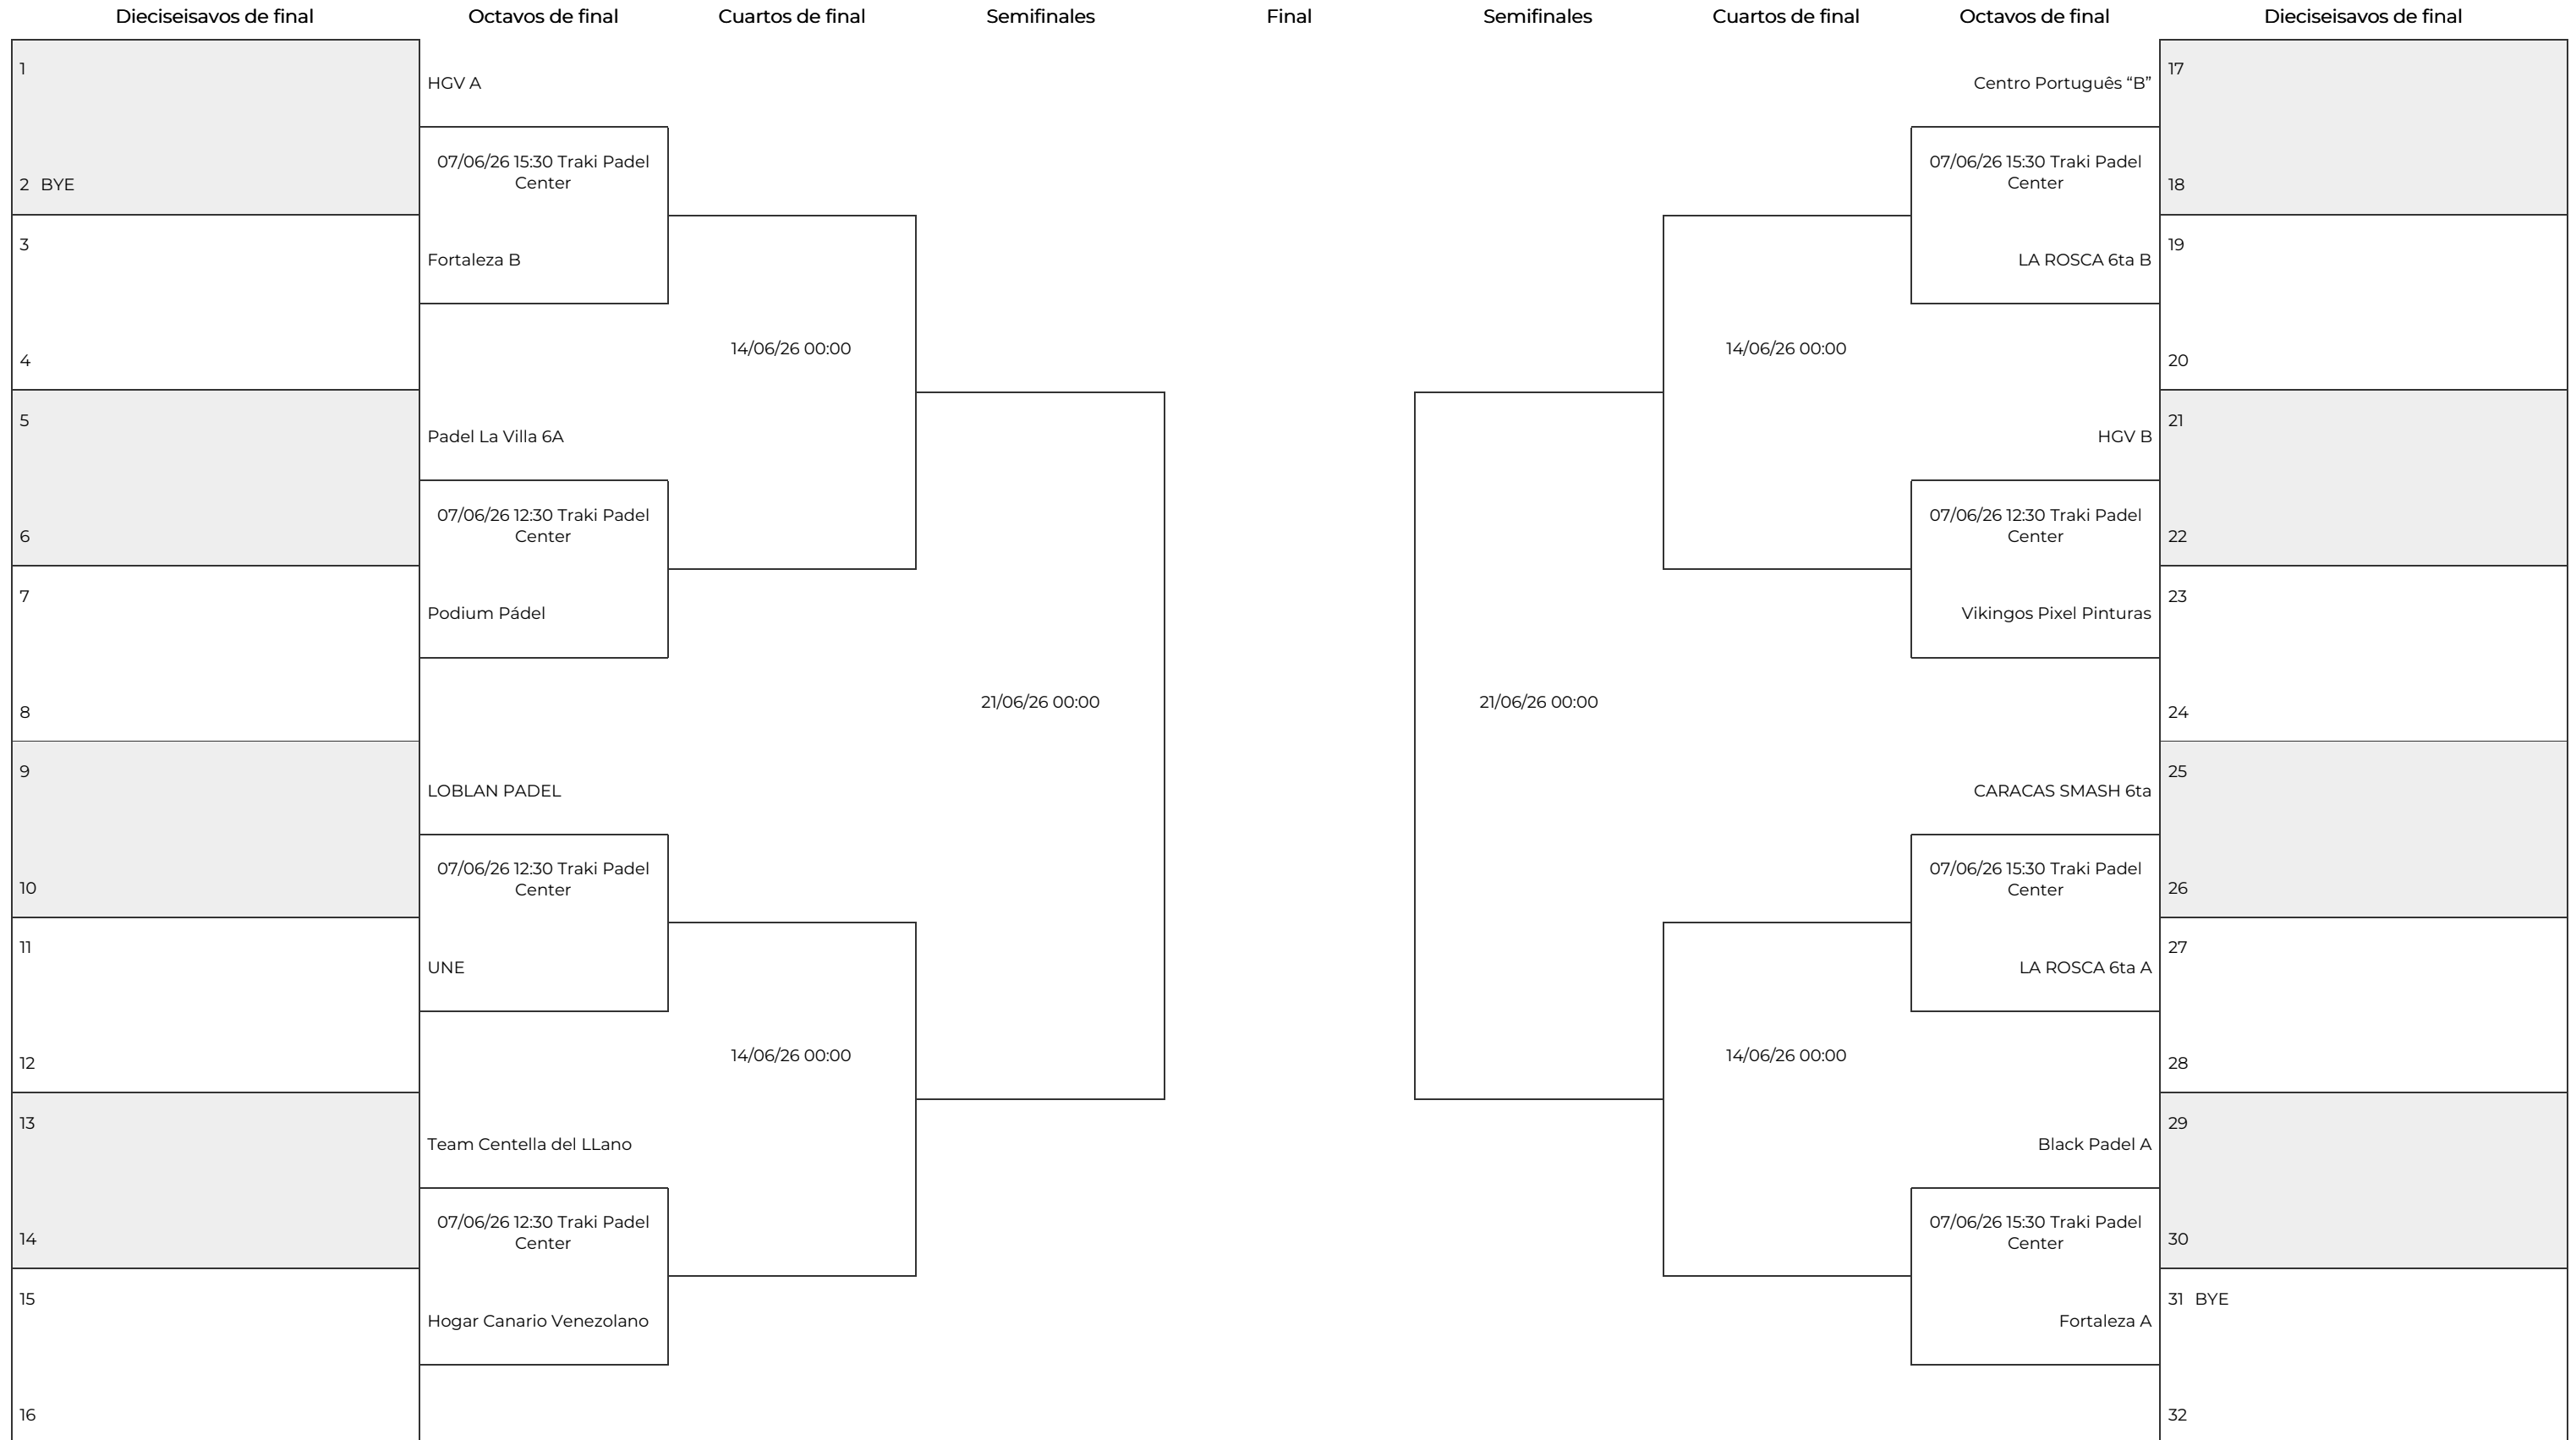 Dieciseisavos de final
Octavos de final
Cuartos de final
Semifinales
Final
Semifinales
Cuartos de final
Octavos de final
Dieciseisavos de final
1
2 BYE
3
4
5
6
7
8
9
10
11
12
13
14
15
16
HGV A
07/06/26 15:30 Traki Padel
Center
Fortaleza B
Padel La Villa 6A
07/06/26 12:30 Traki Padel
Center
Podium Pádel
LOBLAN PADEL
07/06/26 12:30 Traki Padel
Center
UNE
Team Centella del LLano
07/06/26 12:30 Traki Padel
Center
Hogar Canario Venezolano
14/06/26 00:00
14/06/26 00:00
21/06/26 00:00
21/06/26 00:00
14/06/26 00:00
14/06/26 00:00
Centro Português “B”
07/06/26 15:30 Traki Padel
Center
LA ROSCA 6ta B
HGV B
07/06/26 12:30 Traki Padel
Center
Vikingos Pixel Pinturas
CARACAS SMASH 6ta
07/06/26 15:30 Traki Padel
Center
LA ROSCA 6ta A
Black Padel A
07/06/26 15:30 Traki Padel
Center
Fortaleza A
17
18
19
20
21
22
23
24
25
26
27
28
29
30
31 BYE
32